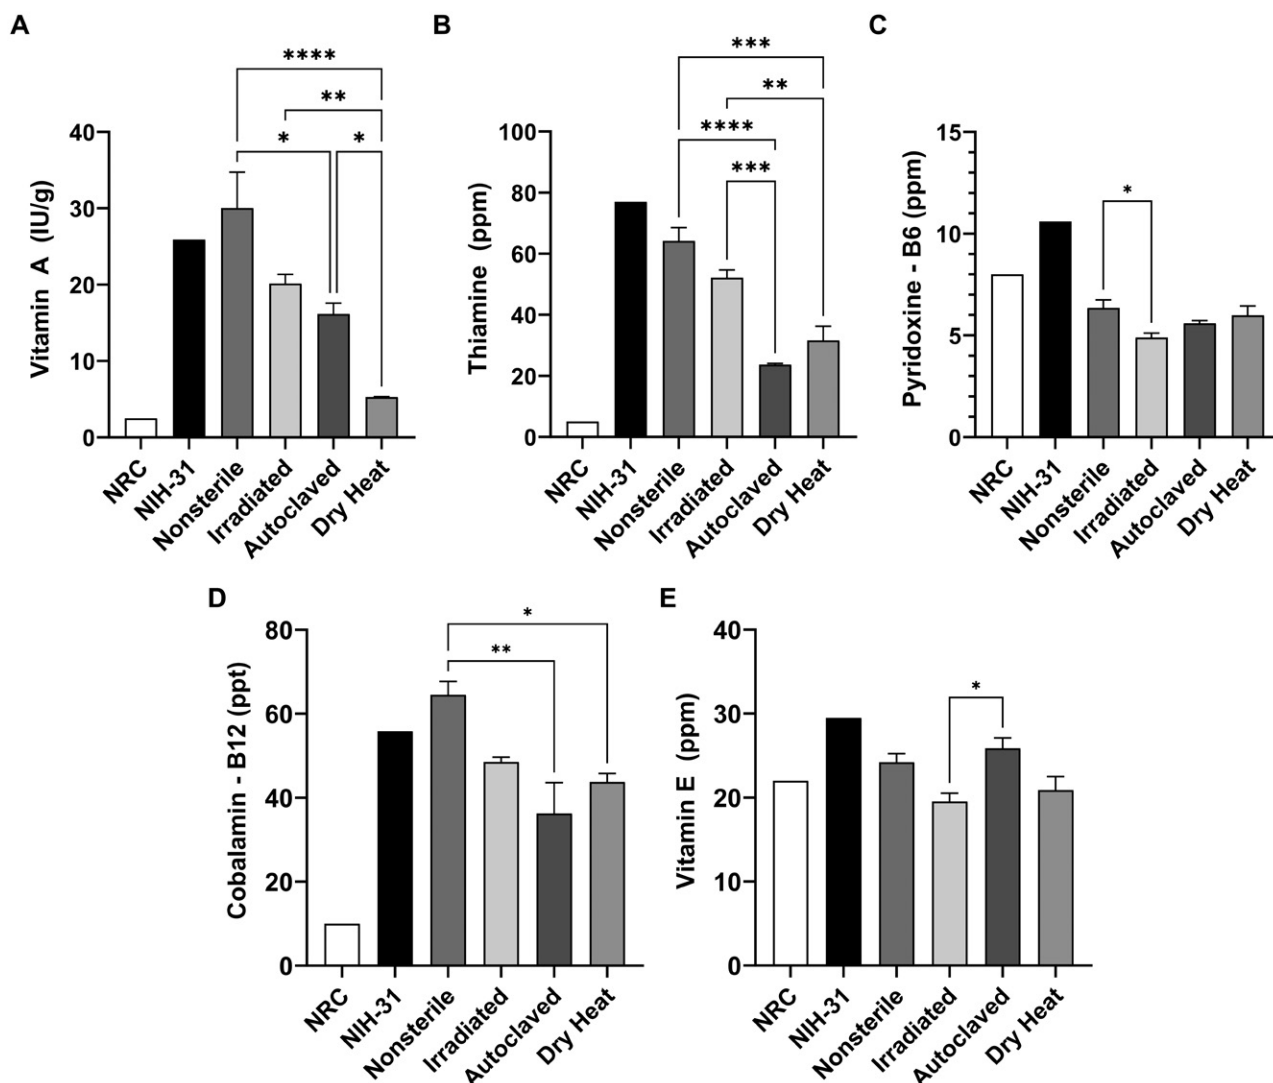 A
Vitamin A (IU/g)
40
30
20
10
0
****
**
*
*
NRC
NIH-31
Nonsterile
Irradiated
Autoclaved
Dry Heat
B
Thiamine (ppm)
100
80
60
40
20
0
***
**
****
***
NRC
NIH-31
Nonsterile
Irradiated
Autoclaved
Dry Heat
C
Pyridoxine - B6 (ppm)
15
10
5
0
*
NRC
NIH-31
Nonsterile
Irradiated
Autoclaved
Dry Heat
D
Cobalamin - B12 (ppt)
80
60
40
20
0
*
**
NRC
NIH-31
Nonsterile
Irradiated
Autoclaved
Dry Heat
E
Vitamin E (ppm)
40
30
20
10
0
*
NRC
NIH-31
Nonsterile
Irradiated
Autoclaved
Dry Heat